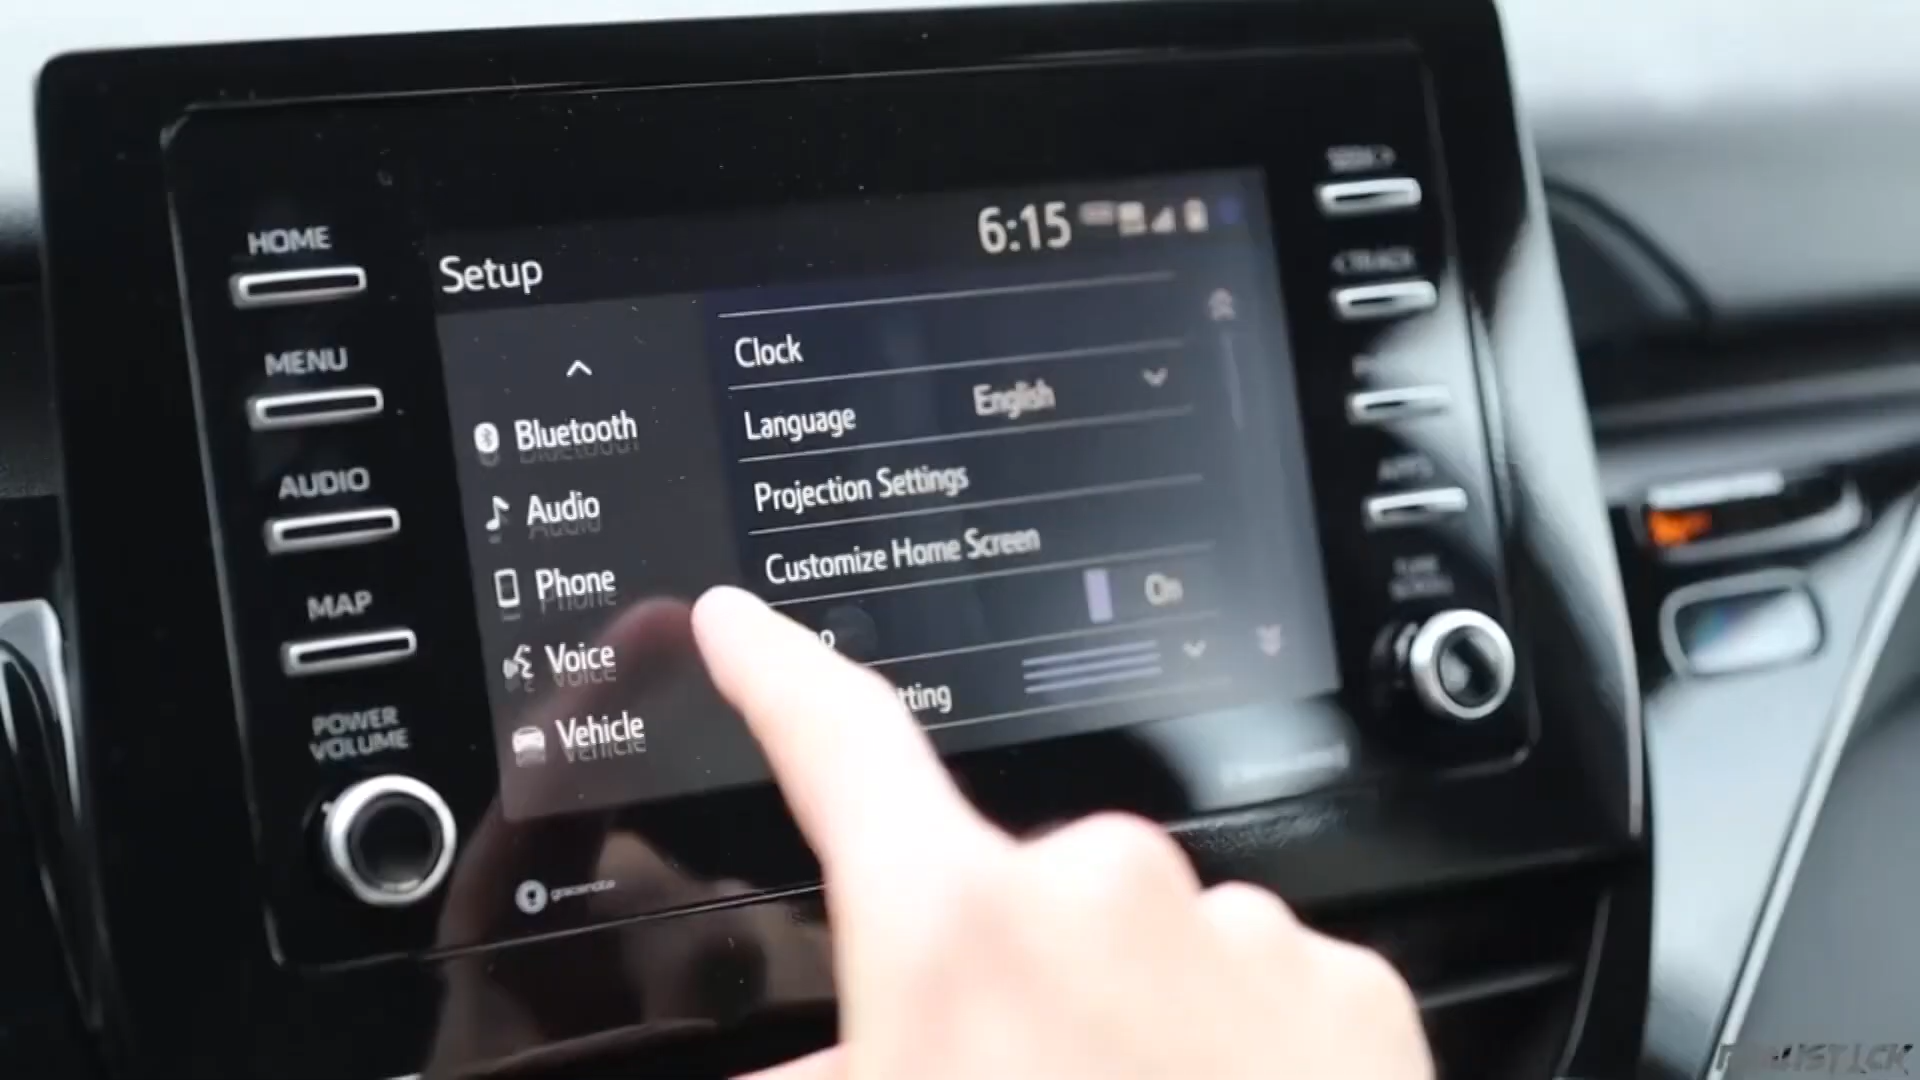 HOME
MENU
AUDIO
MAP
POWER
VOLUME
Setup
6:15
Bluetooth
Audio
Phone
Voice
Vehicle
Clock
Language English
Projection Settings
Customize Home Screen
On
gracenote